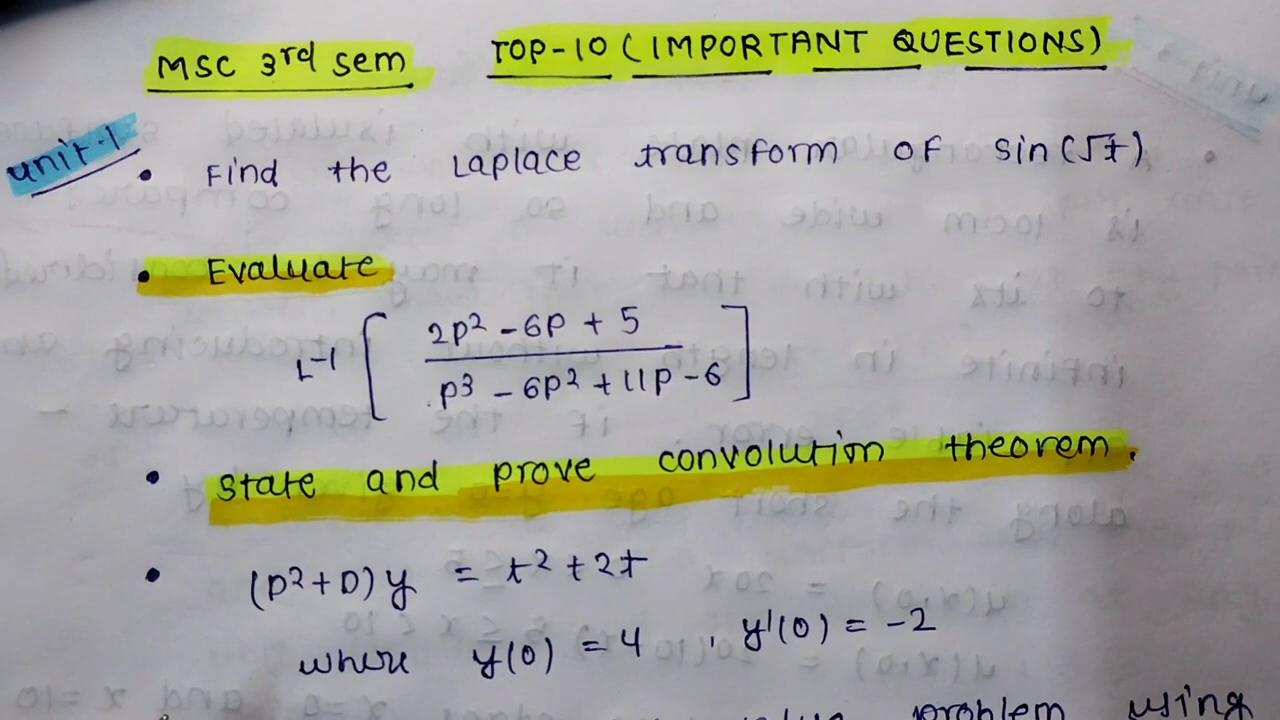 MSC 3rd sem TOP-10 (IMPORTANT QUESTIONS)
unit-1
• Find the Laplace transform of sin(√t)
• Evaluate
L-1 [ 2p2 - 6p + 5 / p3 - 6p2 + 11p - 6 ]
• State and prove convolution theorem.
• (D2 + D) y = t2 + 2t
where y(0) = 4 , y'(0) = -2
problem using